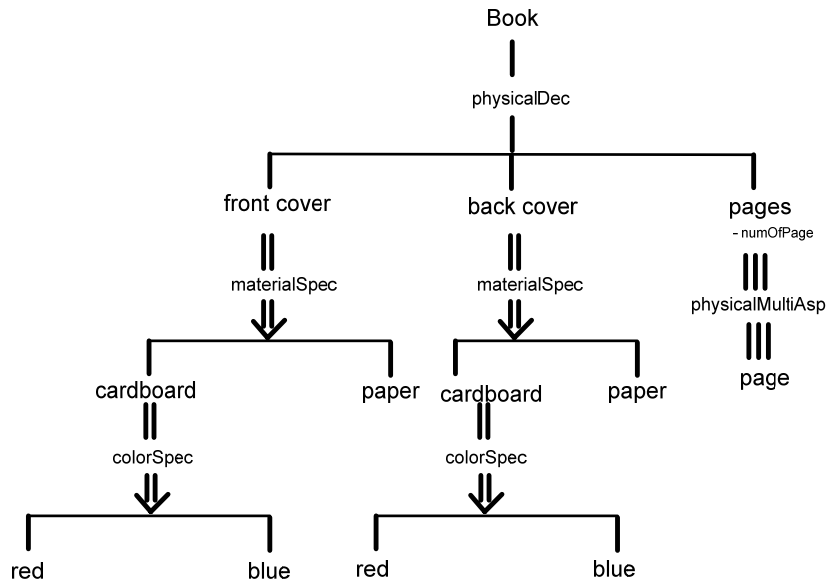 Book
physicalDec
front cover
back cover
pages
- numOfPage
materialSpec
materialSpec
physicalMultiAsp
cardboard
paper
cardboard
paper
page
colorSpec
colorSpec
red
blue
red
blue